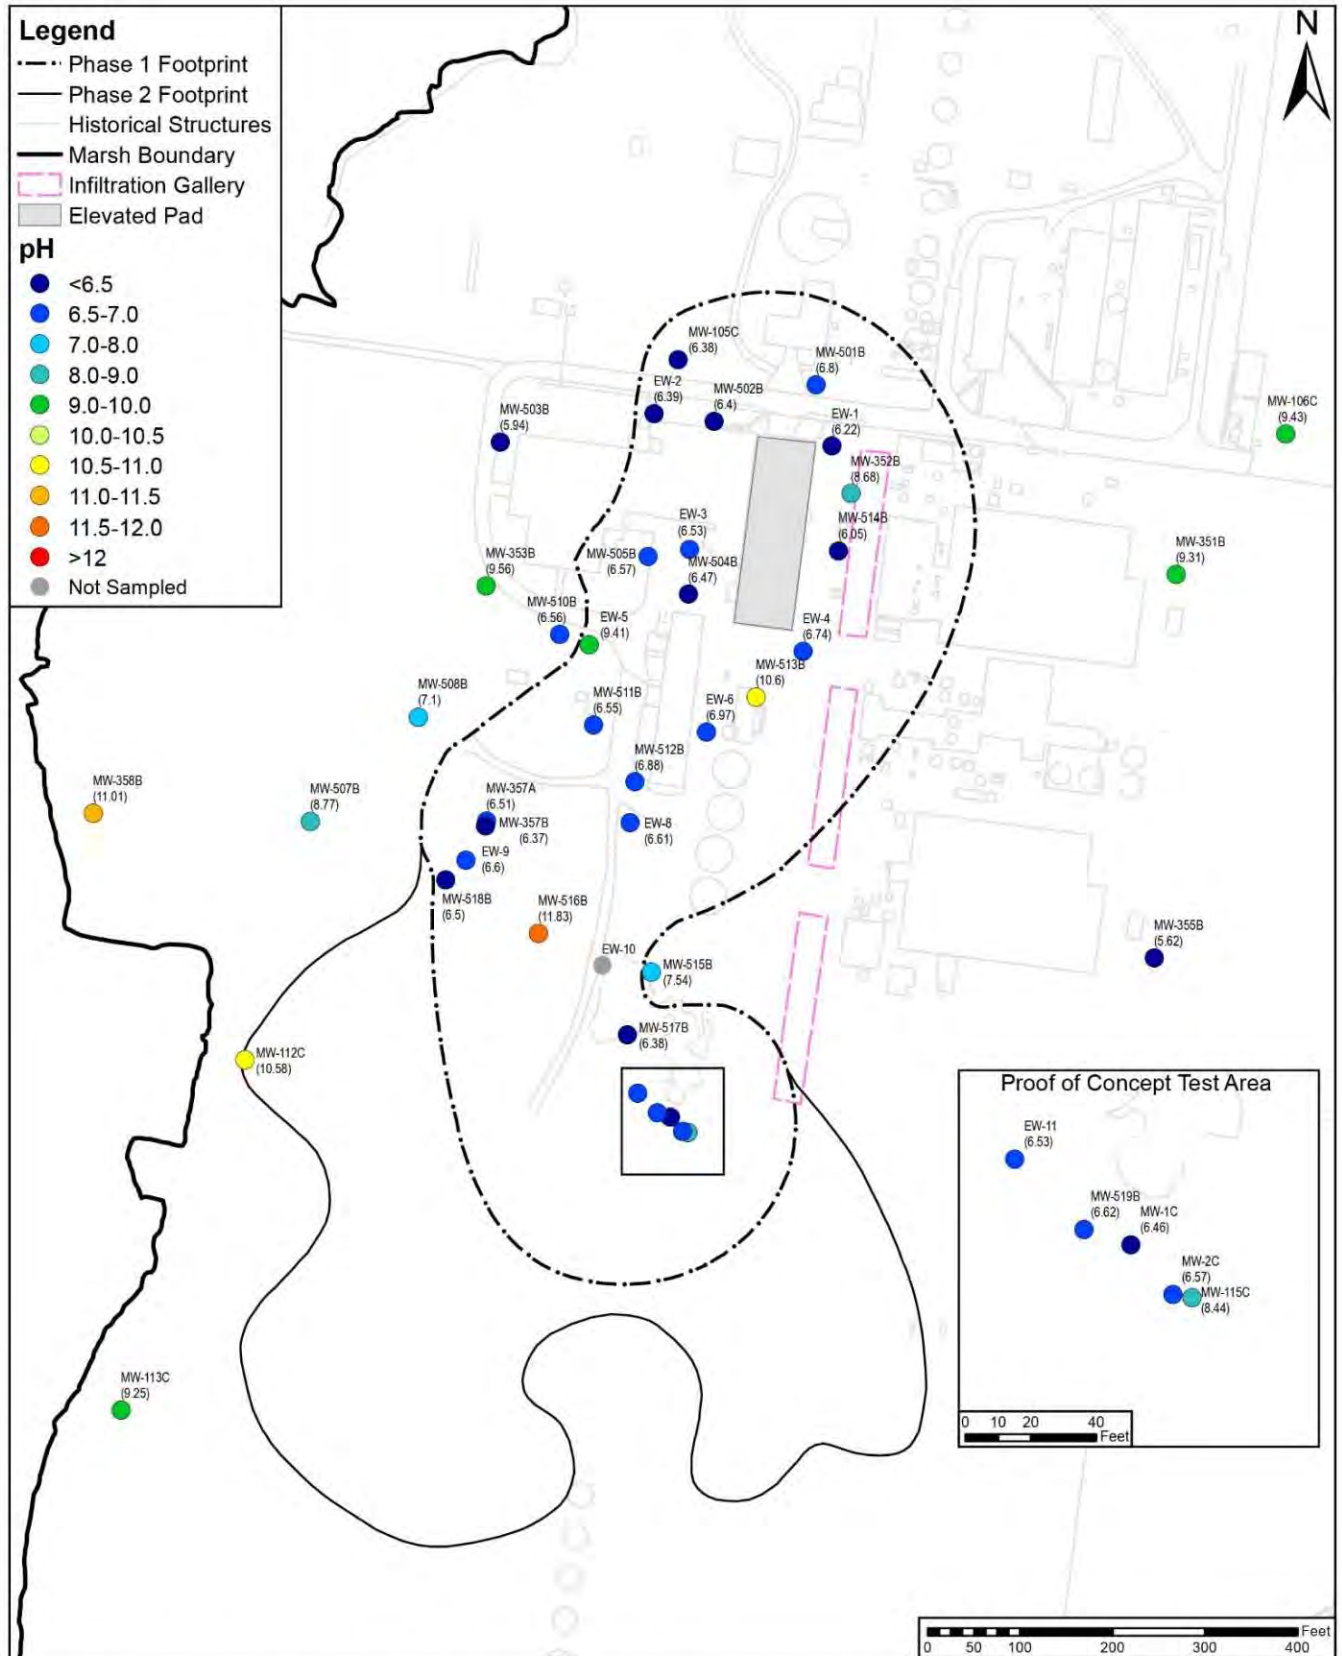 Legend
Phase 1 Footprint
Phase 2 Footprint
Historical Structures
Marsh Boundary
Infiltration Gallery
Elevated Pad
pH
<6.5
6.5-7.0
7.0-8.0
8.0-9.0
9.0-10.0
10.0-10.5
10.5-11.0
11.0-11.5
11.5-12.0
>12
Not Sampled
N
MW-105C
(6.38)
MW-501B
(6.8)
EW-2
(6.39)
MW-502B
(6.4)
MW-503B
(5.94)
EW-1
(6.22)
MW-106C
(9.43)
MW-352B
(8.68)
MW-514B
(6.05)
EW-3
(6.53)
MW-505B
(6.57)
MW-504B
(6.47)
MW-353B
(9.56)
MW-351B
(9.31)
MW-510B
(6.56)
EW-5
(9.41)
EW-4
(6.74)
MW-513B
(10.6)
MW-508B
(7.1)
MW-511B
(6.55)
EW-6
(6.97)
MW-512B
(6.88)
MW-358B
(11.01)
MW-507B
(8.77)
MW-357A
(6.51)
MW-357B
(6.37)
EW-8
(6.61)
EW-9
(6.6)
MW-518B
(6.5)
MW-516B
(11.83)
EW-10
MW-515B
(7.54)
MW-355B
(5.62)
MW-517B
(6.38)
MW-112C
(10.58)
MW-113C
(9.25)
Proof of Concept Test Area
EW-11
(6.53)
MW-519B
(6.62)
MW-1C
(6.46)
MW-2C
(6.57)
MW-115C
(8.44)
0 10 20 40
Feet
Feet
0 50 100 200 300 400